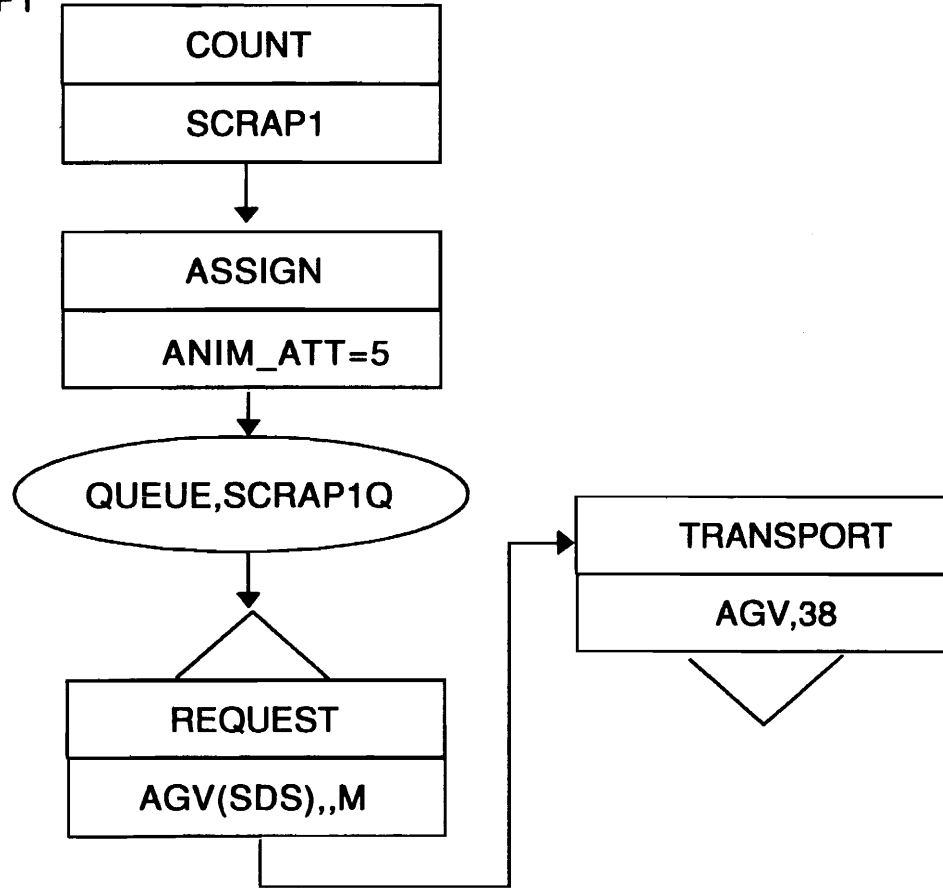 COUNT
SCRAP1
ASSIGN
ANIM_ATT=5
QUEUE,SCRAP1Q
REQUEST
AGV(SDS),,M
TRANSPORT
AGV,38